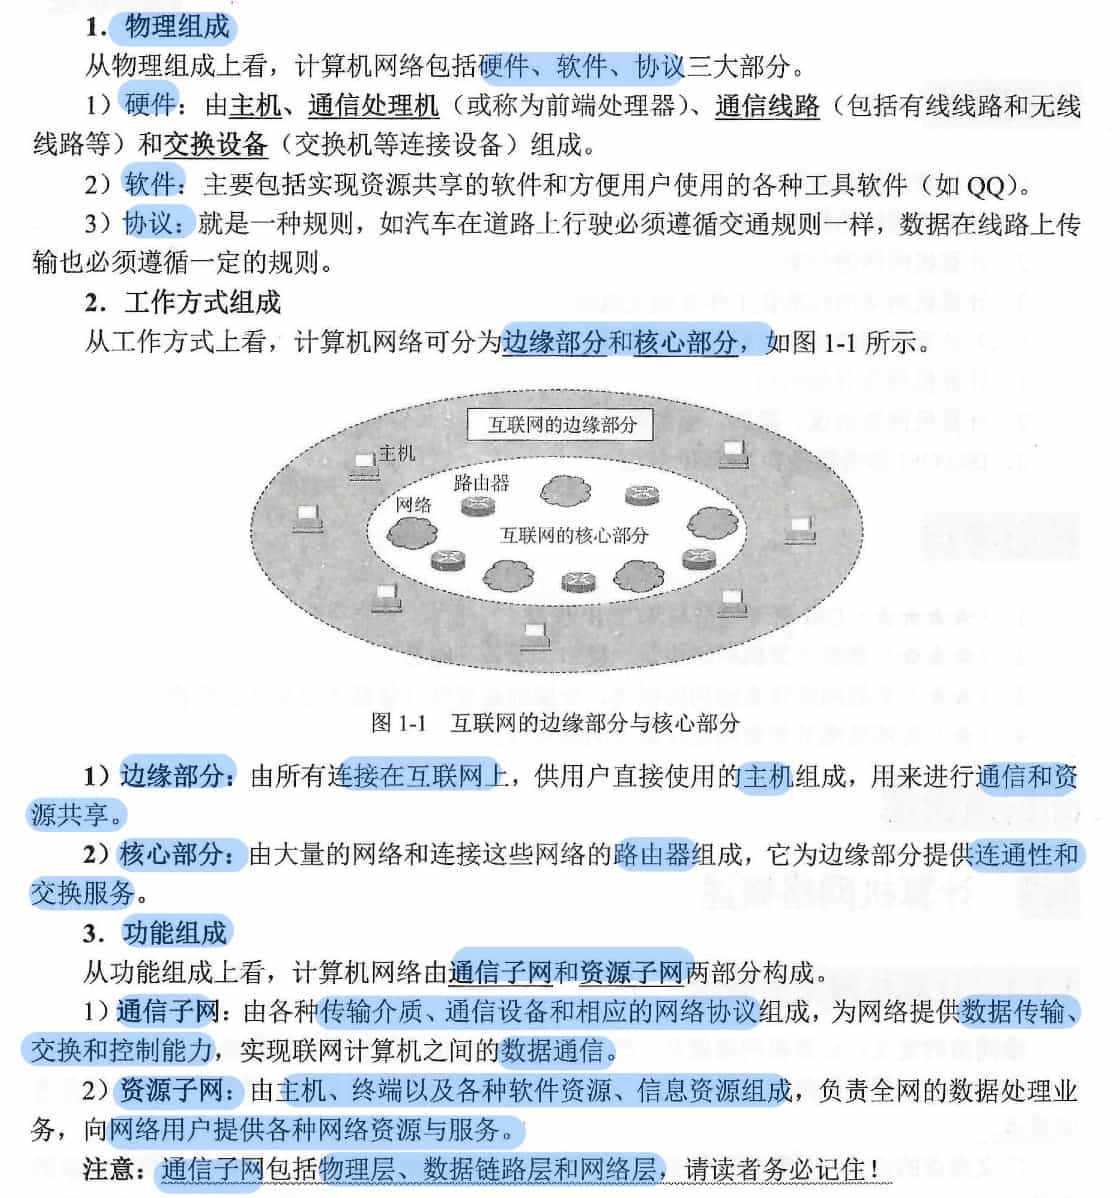 1. 物理组成
从物理组成上看，计算机网络包括硬件、软件、协议三大部分。
1）硬件：由主机、通信处理机（或称为前端处理器）、通信线路（包括有线线路和无线
线路等）和交换设备（交换机等连接设备）组成。
2）软件：主要包括实现资源共享的软件和方便用户使用的各种工具软件（如 QQ）。
3）协议：就是一种规则，如汽车在道路上行驶必须遵循交通规则一样，数据在线路上传
输也必须遵循一定的规则。
2. 工作方式组成
从工作方式上看，计算机网络可分为边缘部分和核心部分，如图 1-1 所示。
互联网的边缘部分
主机
路由器
网络
互联网的核心部分
图 1-1 互联网的边缘部分与核心部分
1）边缘部分：由所有连接在互联网上，供用户直接使用的主机组成，用来进行通信和资
源共享。
2）核心部分：由大量的网络和连接这些网络的路由器组成，它为边缘部分提供连通性和
交换服务。
3. 功能组成
从功能组成上看，计算机网络由通信子网和资源子网两部分构成。
1）通信子网：由各种传输介质、通信设备和相应的网络协议组成，为网络提供数据传输、
交换和控制能力，实现联网计算机之间的数据通信。
2）资源子网：由主机、终端以及各种软件资源、信息资源组成，负责全网的数据处理业
务，向网络用户提供各种网络资源与服务。
注意：通信子网包括物理层、数据链路层和网络层，请读者务必记住！